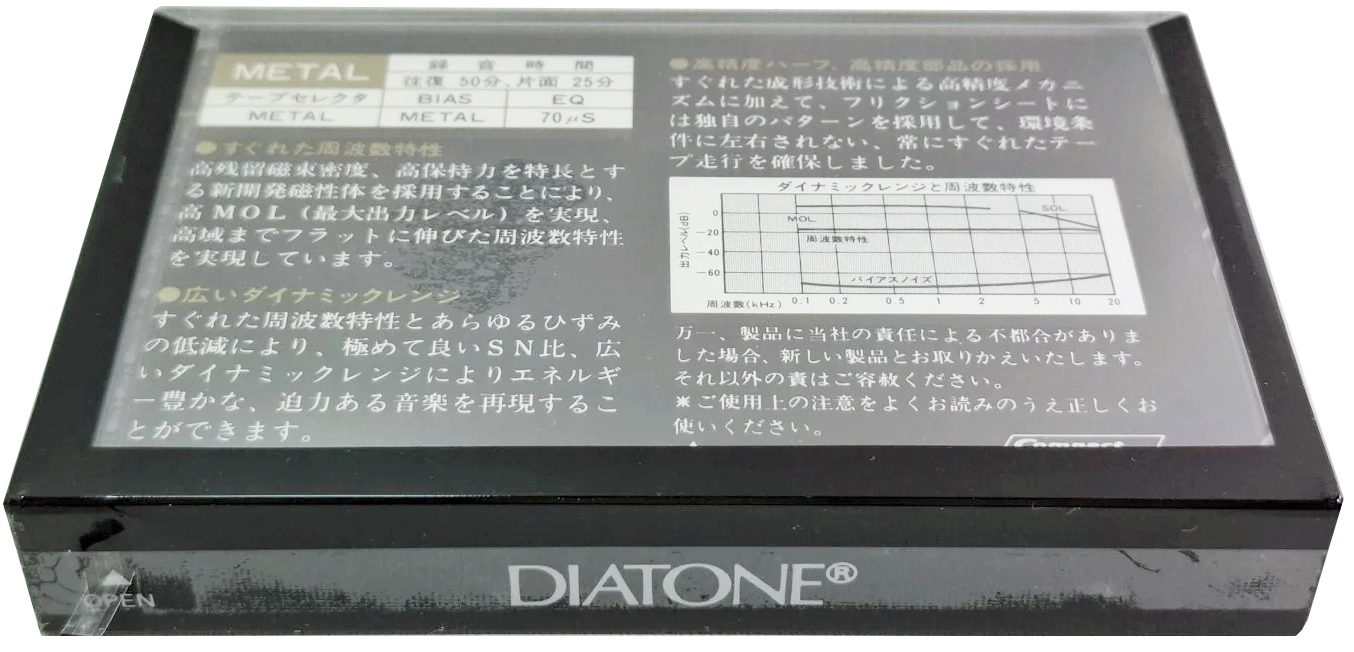 METAL
録音時間
往復 50分、片面 25分
テープセレクタ BIAS EQ
METAL METAL 70μS
●すぐれた周波数特性
高残留磁束密度、高保持力を特長とす
る新開発磁性体を採用することにより、
高MOL(最大出力レベル)を実現、
高域までフラットに伸びた周波数特性
を実現しています。
●広いダイナミックレンジ
すぐれた周波数特性とあらゆるひずみ
の低減により、極めて良いSN比、広
いダイナミックレンジによりエネルギ
ー豊かな、迫力ある音楽を再現するこ
とができます。
●高精度ハーフ、高精度部品の採用
すぐれた成形技術による高精度メカニ
ズムに加えて、フリクションシートに
は独自のパターンを採用して、環境条
件に左右されない、常にすぐれたテー
プ走行を確保しました。
ダイナミックレンジと周波数特性
出力レベル(dB)
0
-20
-40
-60
MOL
SOL
周波数特性
バイアスノイズ
周波数(kHz) 0.1 0.2 0.5 1 2 5 10 20
万一、製品に当社の責任による不都合がありま
した場合、新しい製品とお取りかえいたします。
それ以外の責はご容赦ください。
※ご使用上の注意をよくお読みのうえ正しくお
使いください。
Compact
OPEN
DIATONE®